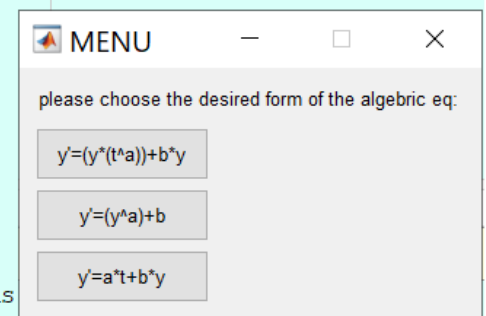 MENU
please choose the desired form of the algebric eq:
y'=(y*(t^a))+b*y
y'=(y^a)+b
y'=a*t+b*y